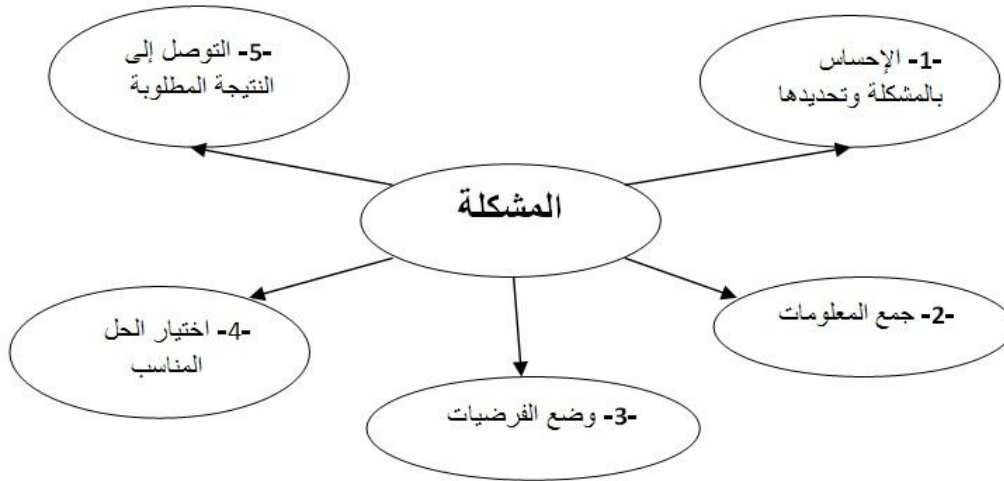 المشكلة
-1- الإحساس
بالمشكلة وتحديدها
-2- جمع المعلومات
-3- وضع الفرضيات
-4- اختيار الحل
المناسب
-5- التوصل إلى
النتيجة المطلوبة